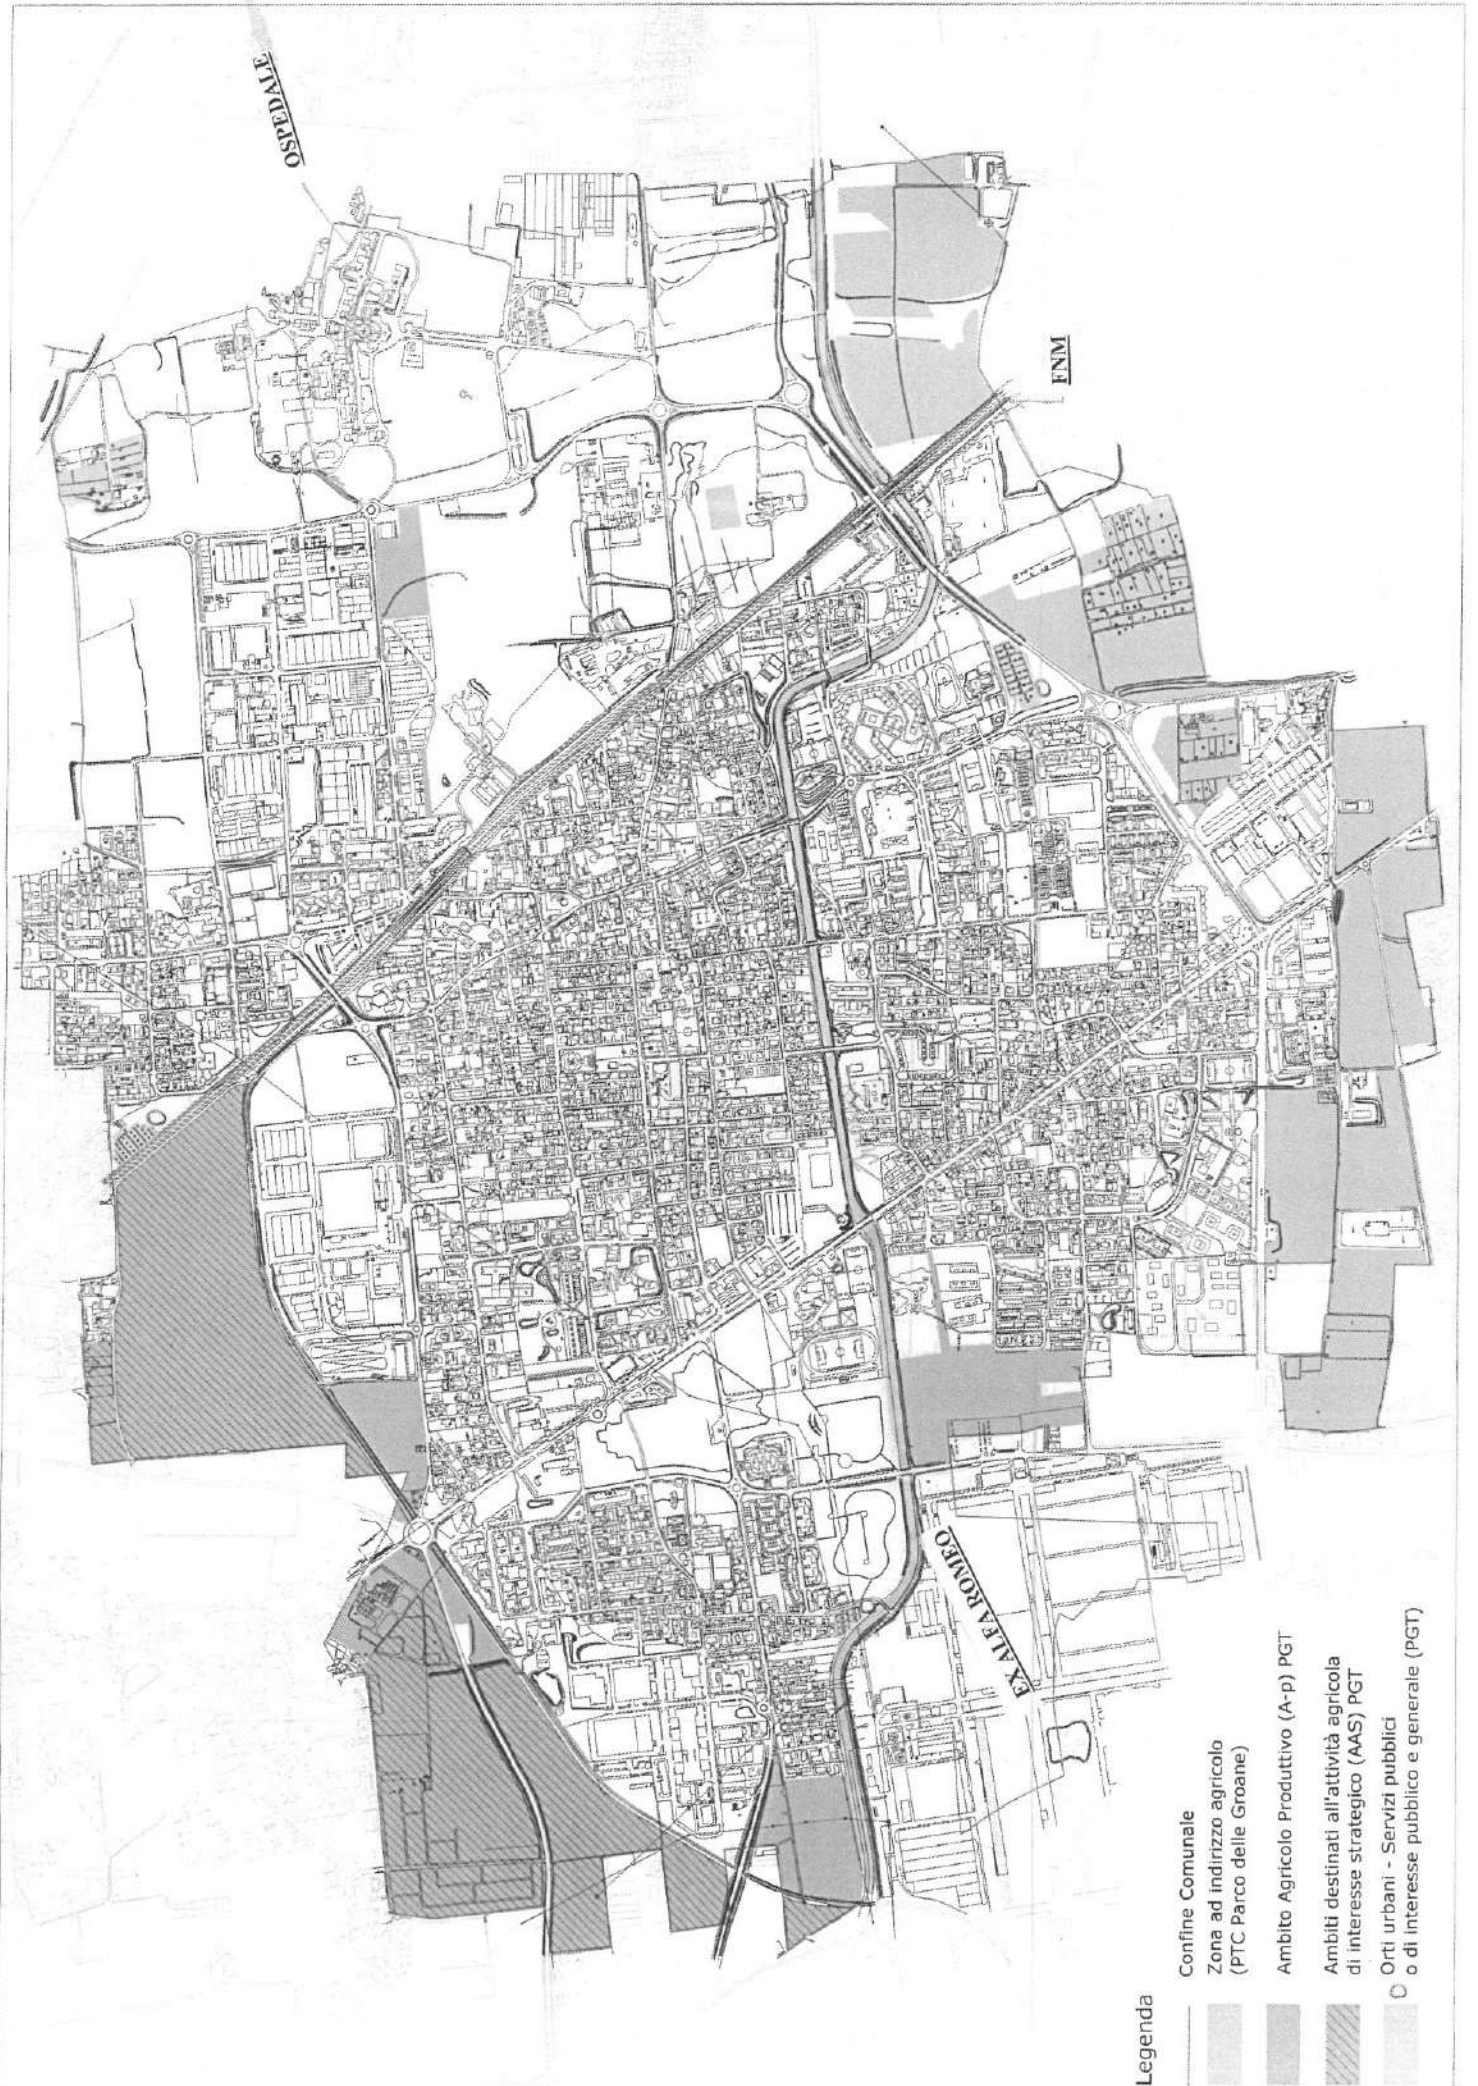 OSPEDALE
FNM
EX ALFA ROMEO
Legenda
Confine Comunale
Zona ad indirizzo agricolo
(PTC Parco delle Groane)
Ambito Agricolo Produttivo (A-p) PGT
Ambiti destinati all'attività agricola
di interesse strategico (AAS) PGT
Orti urbani - Servizi pubblici
o di interesse pubblico e generale (PGT)